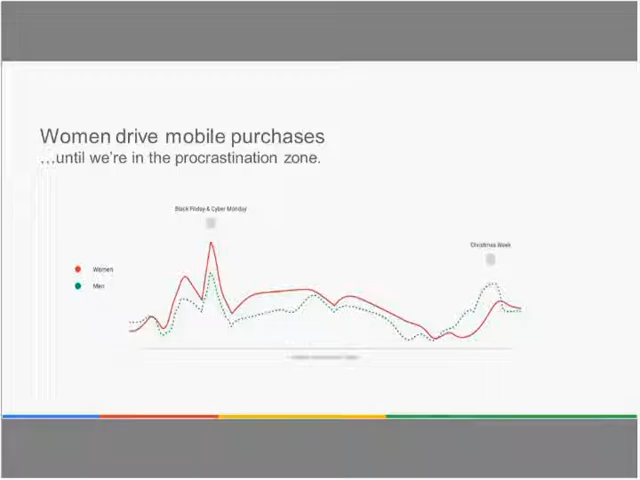 Women drive mobile purchases
…until we're in the procrastination zone.
Black Friday & Cyber Monday
Christmas Week
Women
Men